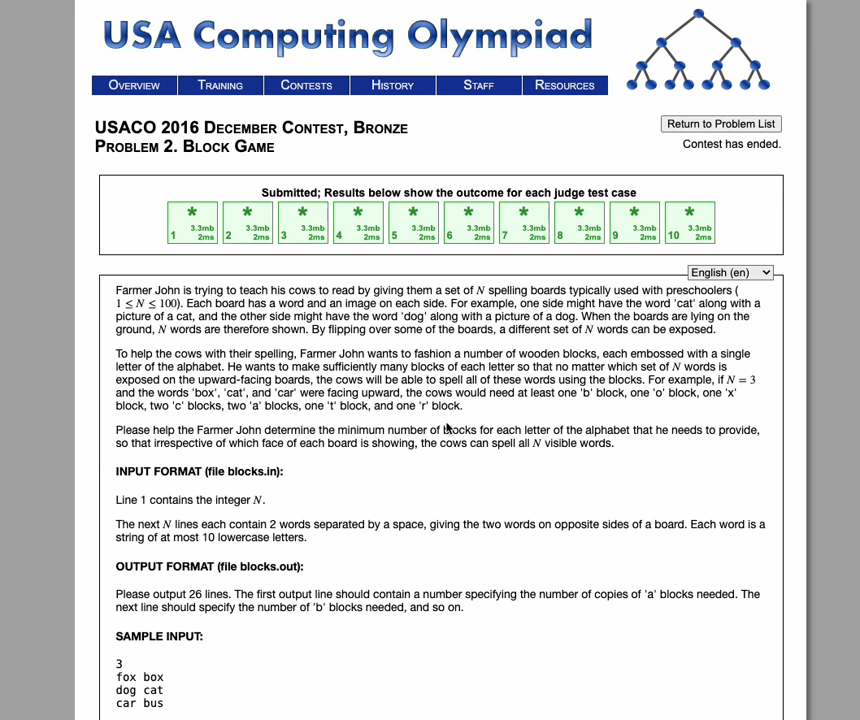 USA Computing Olympiad
OVERVIEW TRAINING CONTESTS HISTORY STAFF RESOURCES
USACO 2016 DECEMBER CONTEST, BRONZE
PROBLEM 2. BLOCK GAME
Return to Problem List
Contest has ended.
Submitted; Results below show the outcome for each judge test case
* * * * * * * * * *
3.3mb 3.3mb 3.3mb 3.3mb 3.3mb 3.3mb 3.3mb 3.3mb 3.3mb 3.3mb
1 2ms 2 2ms 3 2ms 4 2ms 5 2ms 6 2ms 7 2ms 8 2ms 9 2ms 10 2ms
English (en)
Farmer John is trying to teach his cows to read by giving them a set of N spelling boards typically used with preschoolers (
1 ≤ N ≤ 100). Each board has a word and an image on each side. For example, one side might have the word 'cat' along with a
picture of a cat, and the other side might have the word 'dog' along with a picture of a dog. When the boards are lying on the
ground, N words are therefore shown. By flipping over some of the boards, a different set of N words can be exposed.
To help the cows with their spelling, Farmer John wants to fashion a number of wooden blocks, each embossed with a single
letter of the alphabet. He wants to make sufficiently many blocks of each letter so that no matter which set of N words is
exposed on the upward-facing boards, the cows will be able to spell all of these words using the blocks. For example, if N = 3
and the words 'box', 'cat', and 'car' were facing upward, the cows would need at least one 'b' block, one 'o' block, one 'x'
block, two 'c' blocks, two 'a' blocks, one 't' block, and one 'r' block.
Please help the Farmer John determine the minimum number of blocks for each letter of the alphabet that he needs to provide,
so that irrespective of which face of each board is showing, the cows can spell all N visible words.
INPUT FORMAT (file blocks.in):
Line 1 contains the integer N.
The next N lines each contain 2 words separated by a space, giving the two words on opposite sides of a board. Each word is a
string of at most 10 lowercase letters.
OUTPUT FORMAT (file blocks.out):
Please output 26 lines. The first output line should contain a number specifying the number of copies of 'a' blocks needed. The
next line should specify the number of 'b' blocks needed, and so on.
SAMPLE INPUT:
3
fox box
dog cat
car bus